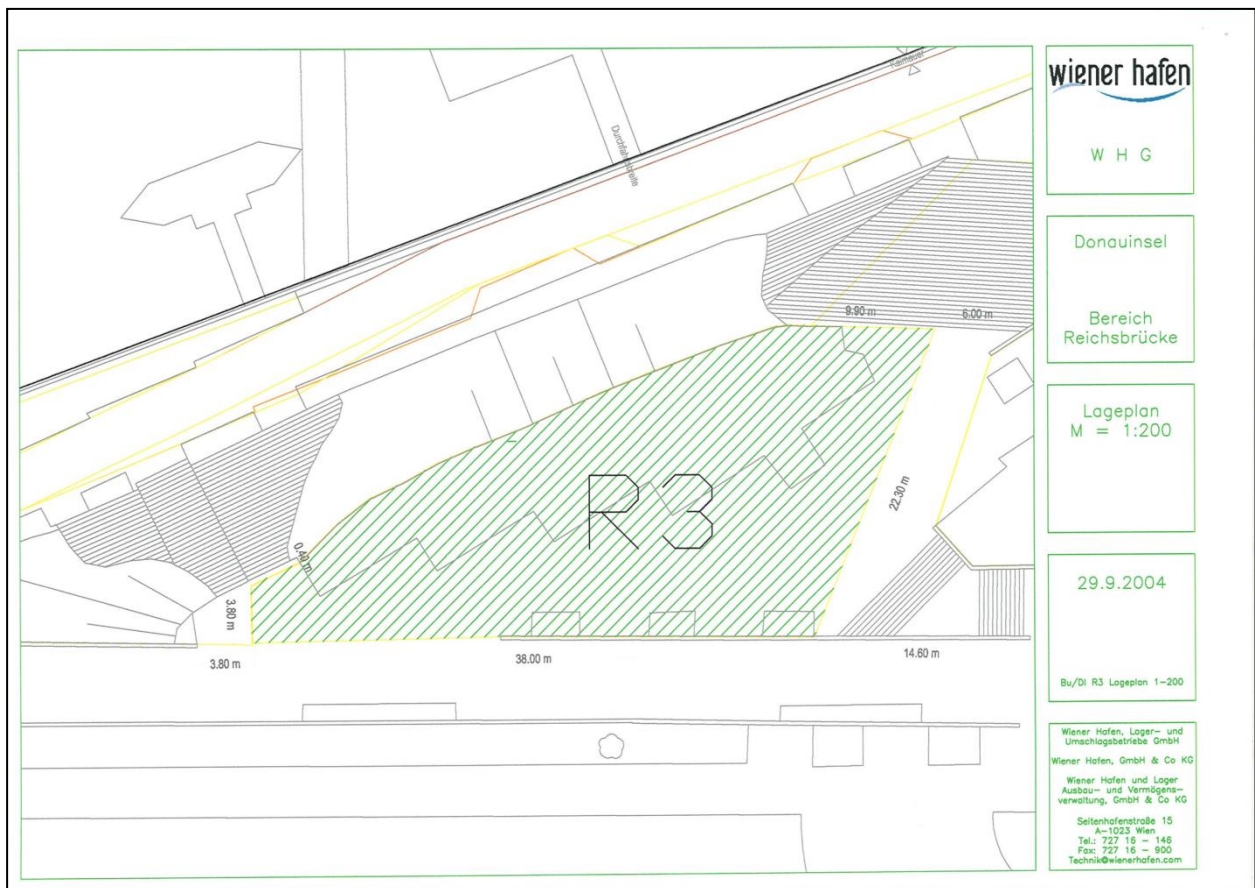 Kaimauer
Durchfahrtsbreite
9.90 m
6.00 m
R 3
22.30 m
0.40 m
3.80 m
3.80 m
38.00 m
14.60 m
wiener hafen
W H G
Donauinsel
Bereich
Reichsbrücke
Lageplan
M = 1:200
29.9.2004
Bu/DI R3 Lageplan 1-200
Wiener Hafen, Lager- und
Umschlagsbetriebe GmbH
Wiener Hafen, GmbH & Co KG
Wiener Hafen und Lager
Ausbau- und Vermögens-
verwaltung, GmbH & Co KG
Seitenhafenstraße 15
A-1023 Wien
Tel.: 727 16 - 146
Fax: 727 16 - 900
Technik@wienerhafen.com